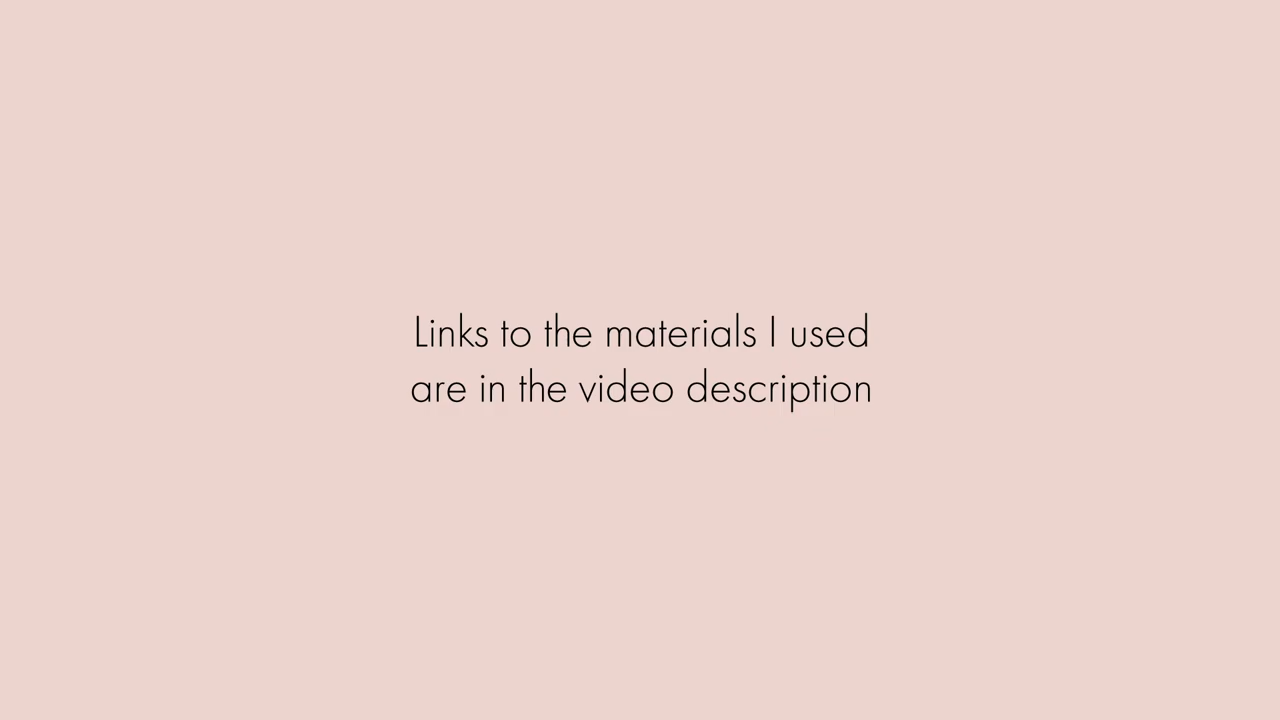 Links to the materials I used
are in the video description